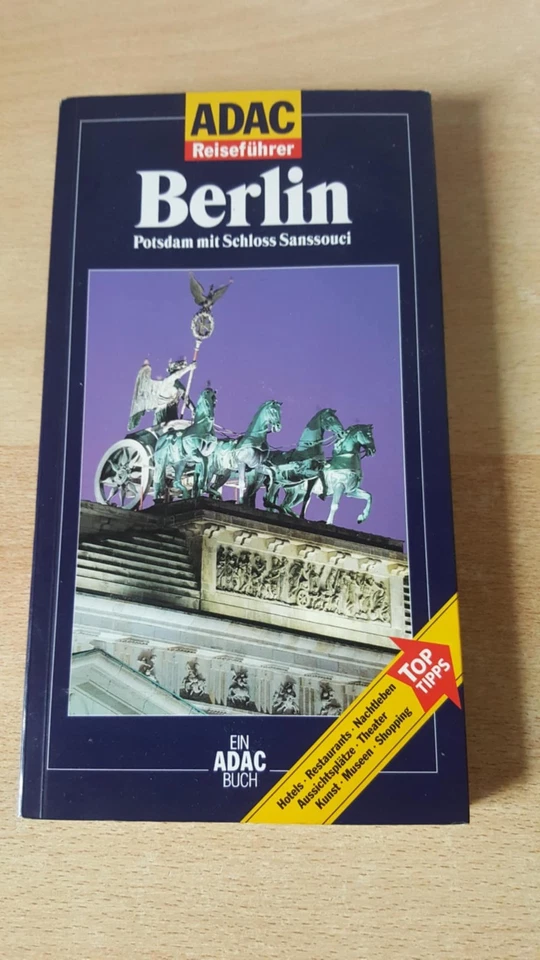 ADAC
Reiseführer
Berlin
Potsdam mit Schloss Sanssouci
TOP
TIPPS
Hotels · Restaurants · Nachtleben
Aussichtsplätze · Theater
Kunst · Museen · Shopping
EIN
ADAC
BUCH